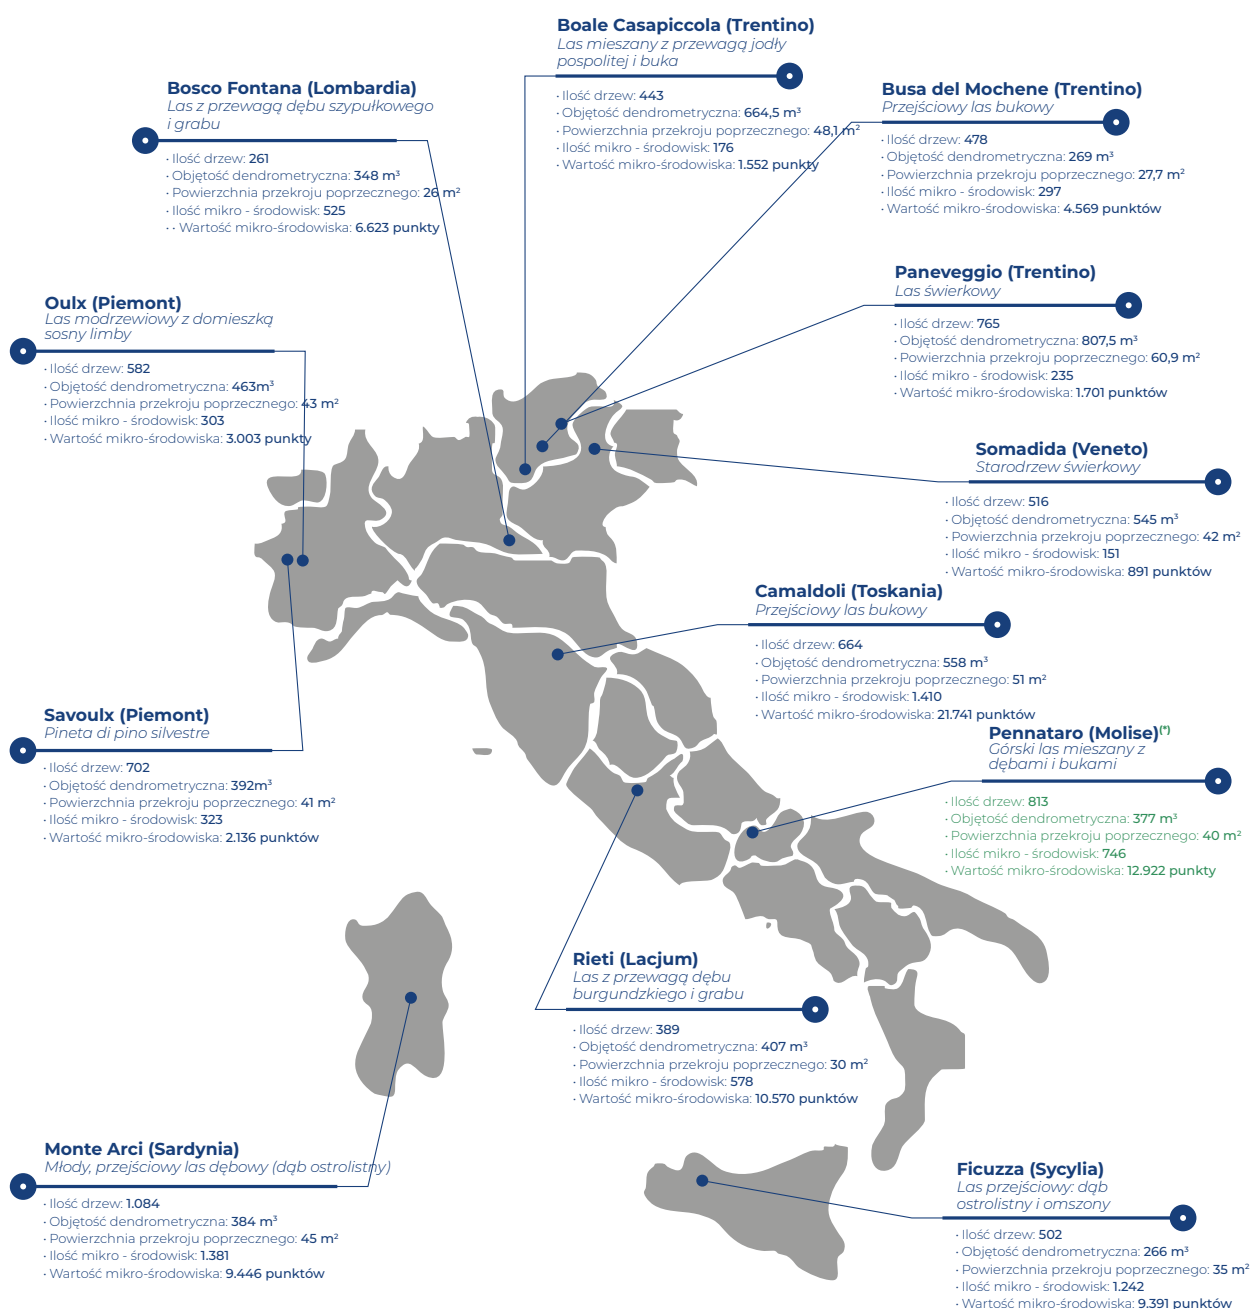 Boale Casapiccola (Trentino)
Las mieszany z przewagą jodły
pospolitej i buka
· Ilość drzew: 443
· Objętość dendrometryczna: 664,5 m³
· Powierzchnia przekroju poprzecznego: 48,1 m²
· Ilość mikro - środowisk: 176
· Wartość mikro-środowiska: 1.552 punkty
Bosco Fontana (Lombardia)
Las z przewagą dębu szypułkowego
i grabu
· Ilość drzew: 261
· Objętość dendrometryczna: 348 m³
· Powierzchnia przekroju poprzecznego: 26 m²
· Ilość mikro - środowisk: 525
· · Wartość mikro-środowiska: 6.623 punkty
Busa del Mochene (Trentino)
Przejściowy las bukowy
· Ilość drzew: 478
· Objętość dendrometryczna: 269 m³
· Powierzchnia przekroju poprzecznego: 27,7 m²
· Ilość mikro - środowisk: 297
· Wartość mikro-środowiska: 4.569 punktów
Paneveggio (Trentino)
Las świerkowy
· Ilość drzew: 765
· Objętość dendrometryczna: 807,5 m³
· Powierzchnia przekroju poprzecznego: 60,9 m²
· Ilość mikro - środowisk: 235
· Wartość mikro-środowiska: 1.701 punktów
Oulx (Piemont)
Las modrzewiowy z domieszką
sosny limby
· Ilość drzew: 582
· Objętość dendrometryczna: 463m³
· Powierzchnia przekroju poprzecznego: 43 m²
· Ilość mikro - środowisk: 303
· Wartość mikro-środowiska: 3.003 punkty
Somadida (Veneto)
Starodrzew świerkowy
· Ilość drzew: 516
· Objętość dendrometryczna: 545 m³
· Powierzchnia przekroju poprzecznego: 42 m²
· Ilość mikro - środowisk: 151
· Wartość mikro-środowiska: 891 punktów
Camaldoli (Toskania)
Przejściowy las bukowy
· Ilość drzew: 664
· Objętość dendrometryczna: 558 m³
· Powierzchnia przekroju poprzecznego: 51 m²
· Ilość mikro - środowisk: 1.410
· Wartość mikro-środowiska: 21.741 punktów
Savoulx (Piemont)
Pineta di pino silvestre
· Ilość drzew: 702
· Objętość dendrometryczna: 392m³
· Powierzchnia przekroju poprzecznego: 41 m²
· Ilość mikro - środowisk: 323
· Wartość mikro-środowiska: 2.136 punktów
Pennataro (Molise)(*)
Górski las mieszany z
dębami i bukami
· Ilość drzew: 813
· Objętość dendrometryczna: 377 m³
· Powierzchnia przekroju poprzecznego: 40 m²
· Ilość mikro - środowisk: 746
· Wartość mikro-środowiska: 12.922 punkty
Rieti (Lacjum)
Las z przewagą dębu
burgundzkiego i grabu
· Ilość drzew: 389
· Objętość dendrometryczna: 407 m³
· Powierzchnia przekroju poprzecznego: 30 m²
· Ilość mikro - środowisk: 578
· Wartość mikro-środowiska: 10.570 punktów
Monte Arci (Sardynia)
Młody, przejściowy las dębowy (dąb ostrolistny)
· Ilość drzew: 1.084
· Objętość dendrometryczna: 384 m³
· Powierzchnia przekroju poprzecznego: 45 m²
· Ilość mikro - środowisk: 1.381
· Wartość mikro-środowiska: 9.446 punktów
Ficuzza (Sycylia)
Las przejściowy: dąb
ostrolistny i omszony
· Ilość drzew: 502
· Objętość dendrometryczna: 266 m³
· Powierzchnia przekroju poprzecznego: 35 m²
· Ilość mikro - środowisk: 1.242
· Wartość mikro-środowiska: 9.391 punktów